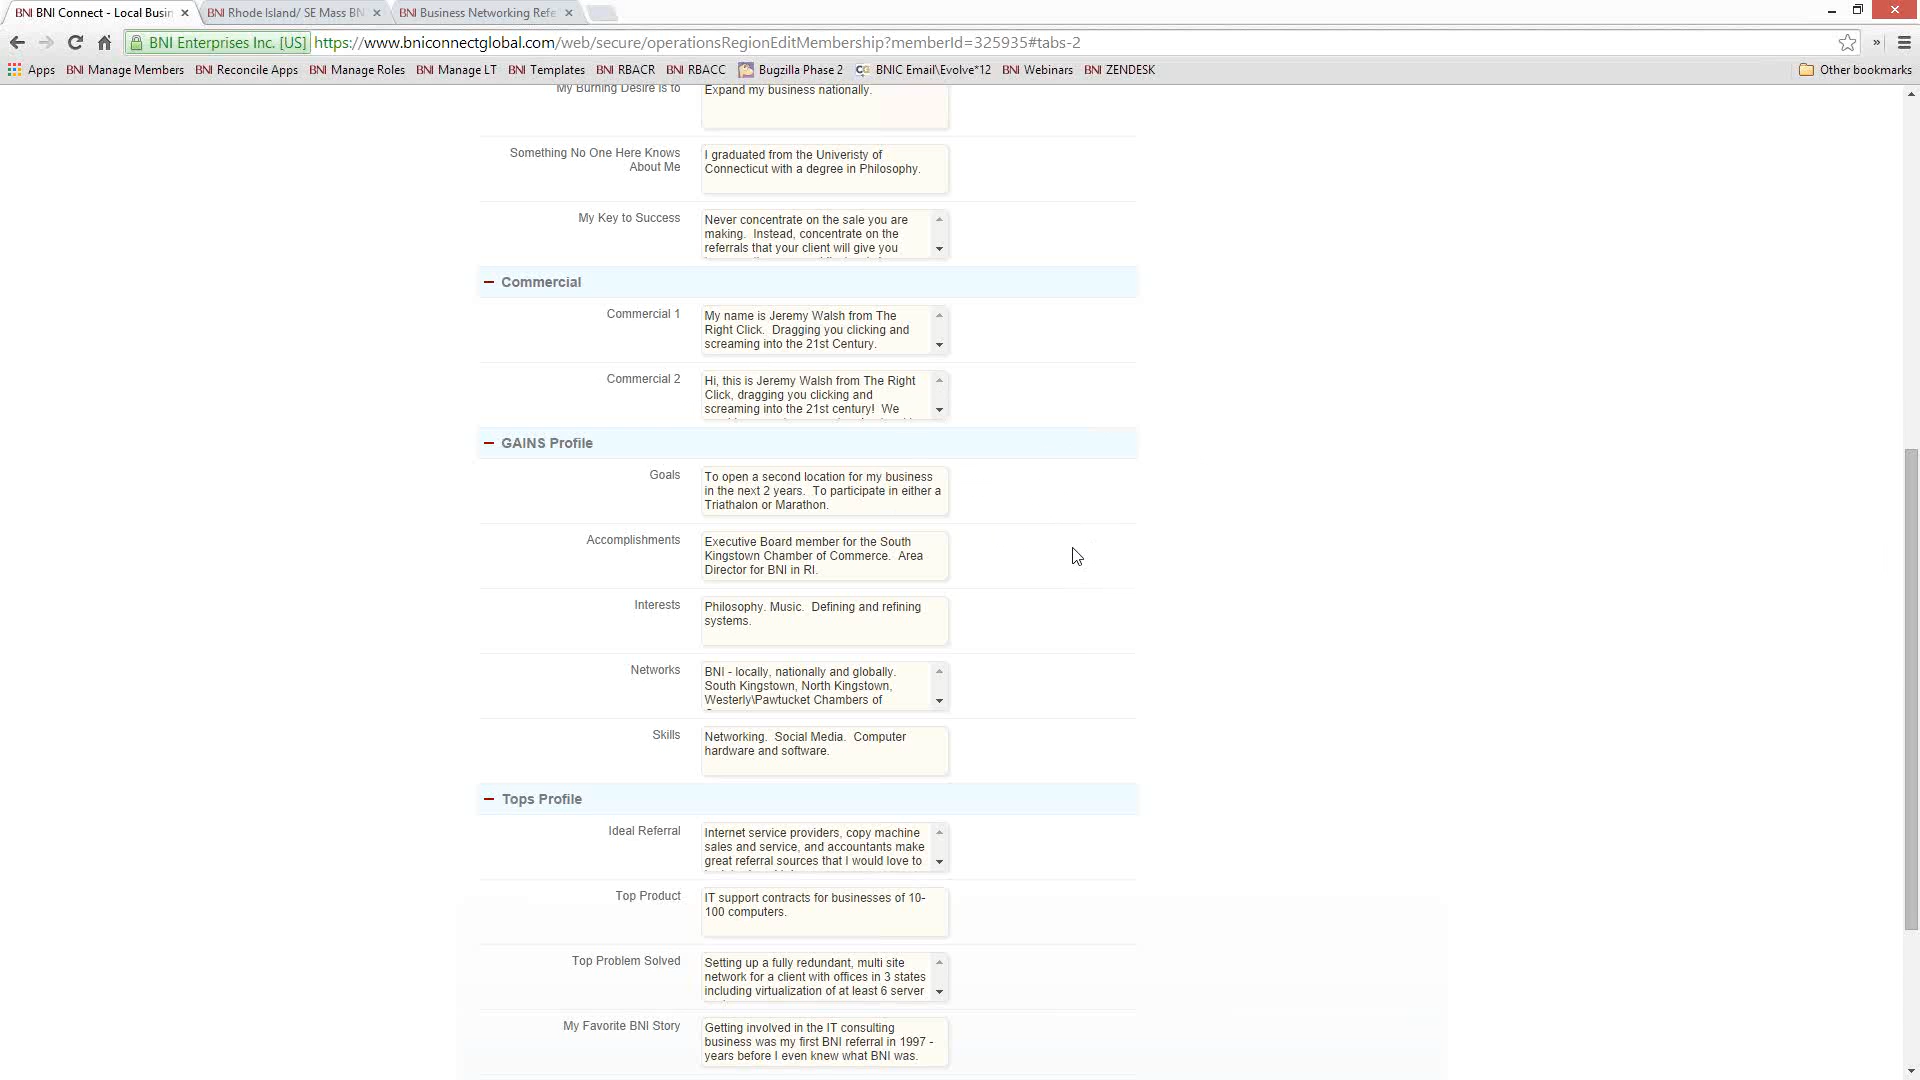 BNI BNI Connect - Local Busin
BNI Rhode Island/ SE Mass BN
BNI Business Networking Refe
BNI Enterprises Inc. [US] https://www.bniconnectglobal.com/web/secure/operationsRegionEditMembership?memberId=325935#tabs-2
Apps BNI Manage Members BNI Reconcile Apps BNI Manage Roles BNI Manage LT BNI Templates BNI RBACR BNI RBACC Bugzilla Phase 2 BNIC Email\Evolve*12 BNI Webinars BNI ZENDESK Other bookmarks
My Burning Desire is to
Expand my business nationally.
Something No One Here Knows
About Me
I graduated from the Univeristy of
Connecticut with a degree in Philosophy.
My Key to Success
Never concentrate on the sale you are
making. Instead, concentrate on the
referrals that your client will give you
Commercial
Commercial 1
My name is Jeremy Walsh from The
Right Click. Dragging you clicking and
screaming into the 21st Century.
Commercial 2
Hi, this is Jeremy Walsh from The Right
Click, dragging you clicking and
screaming into the 21st century! We
GAINS Profile
Goals
To open a second location for my business
in the next 2 years. To participate in either a
Triathalon or Marathon.
Accomplishments
Executive Board member for the South
Kingstown Chamber of Commerce. Area
Director for BNI in RI.
Interests
Philosophy. Music. Defining and refining
systems.
Networks
BNI - locally, nationally and globally.
South Kingstown, North Kingstown,
Westerly\Pawtucket Chambers of
Skills
Networking. Social Media. Computer
hardware and software.
Tops Profile
Ideal Referral
Internet service providers, copy machine
sales and service, and accountants make
great referral sources that I would love to
Top Product
IT support contracts for businesses of 10-
100 computers.
Top Problem Solved
Setting up a fully redundant, multi site
network for a client with offices in 3 states
including virtualization of at least 6 server
My Favorite BNI Story
Getting involved in the IT consulting
business was my first BNI referral in 1997 -
years before I even knew what BNI was.